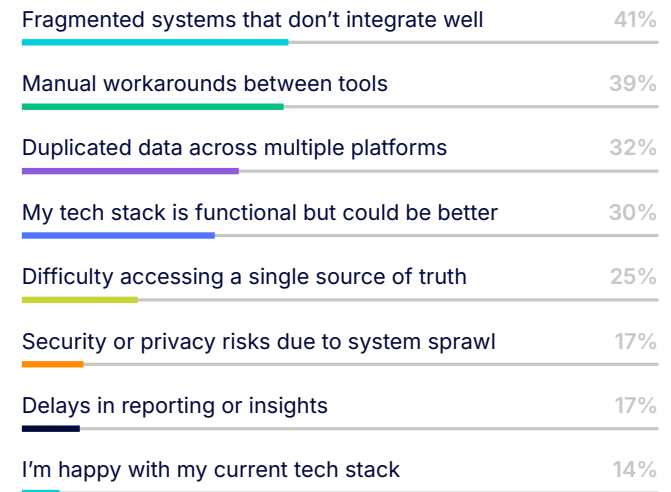 Fragmented systems that don’t integrate well 41%
Manual workarounds between tools 39%
Duplicated data across multiple platforms 32%
My tech stack is functional but could be better 30%
Difficulty accessing a single source of truth 25%
Security or privacy risks due to system sprawl 17%
Delays in reporting or insights 17%
I’m happy with my current tech stack 14%